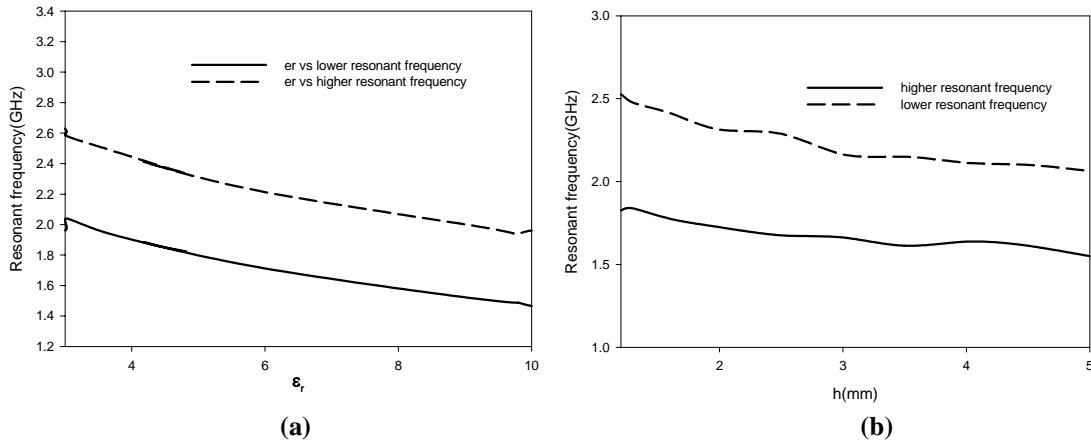 3.4
3.2
3.0
2.8
2.6
2.4
2.2
2.0
1.8
1.6
1.4
1.2
Resonant frequency(GHz)
er vs lower resonant frequency
er vs higher resonant frequency
4 6 8 10
εr
(a)
3.0
2.5
2.0
1.5
1.0
Resonant frequency(GHz)
higher resonant frequency
lower resonant frequency
2 3 4 5
h(mm)
(b)